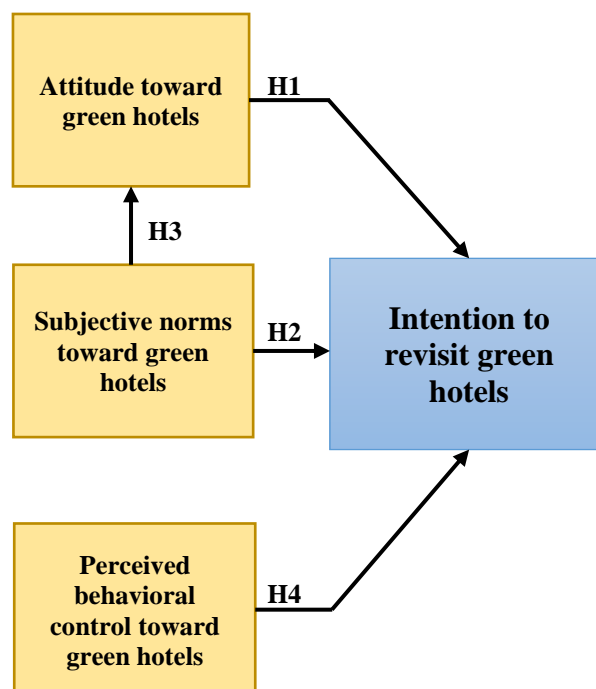 Attitude toward
green hotels
H1
H3
Subjective norms
toward green
hotels
H2
Intention to
revisit green
hotels
Perceived
behavioral
control toward
green hotels
H4